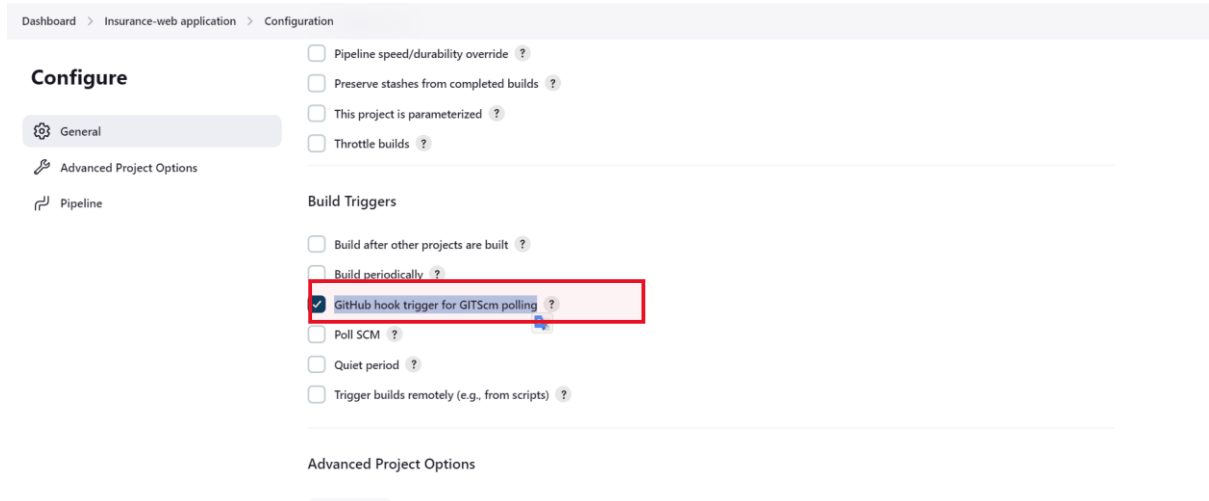 Dashboard > Insurance-web application > Configuration
Configure
General
Advanced Project Options
Pipeline
Pipeline speed/durability override ?
Preserve stashes from completed builds ?
This project is parameterized ?
Throttle builds ?
Build Triggers
Build after other projects are built ?
Build periodically ?
GitHub hook trigger for GITScm polling ?
Poll SCM ?
Quiet period ?
Trigger builds remotely (e.g., from scripts) ?
Advanced Project Options